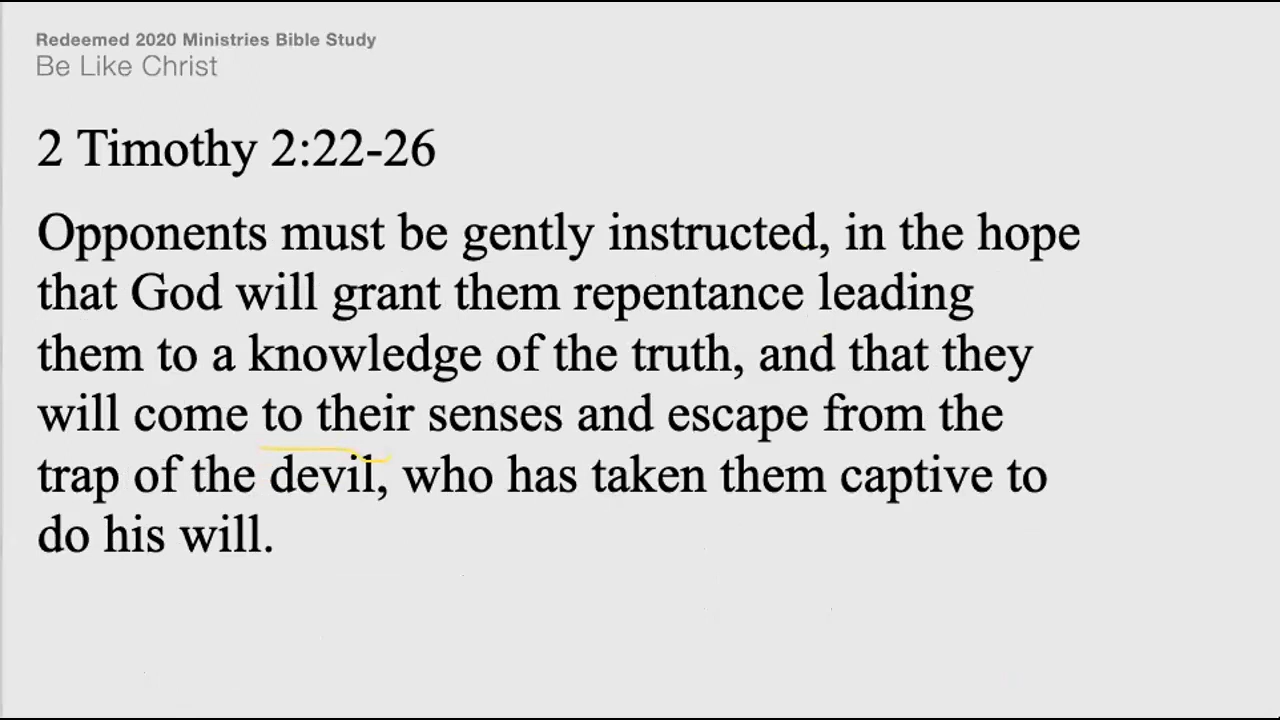 Redeemed 2020 Ministries Bible Study
Be Like Christ
2 Timothy 2:22-26
Opponents must be gently instructed, in the hope
that God will grant them repentance leading
them to a knowledge of the truth, and that they
will come to their senses and escape from the
trap of the devil, who has taken them captive to
do his will.